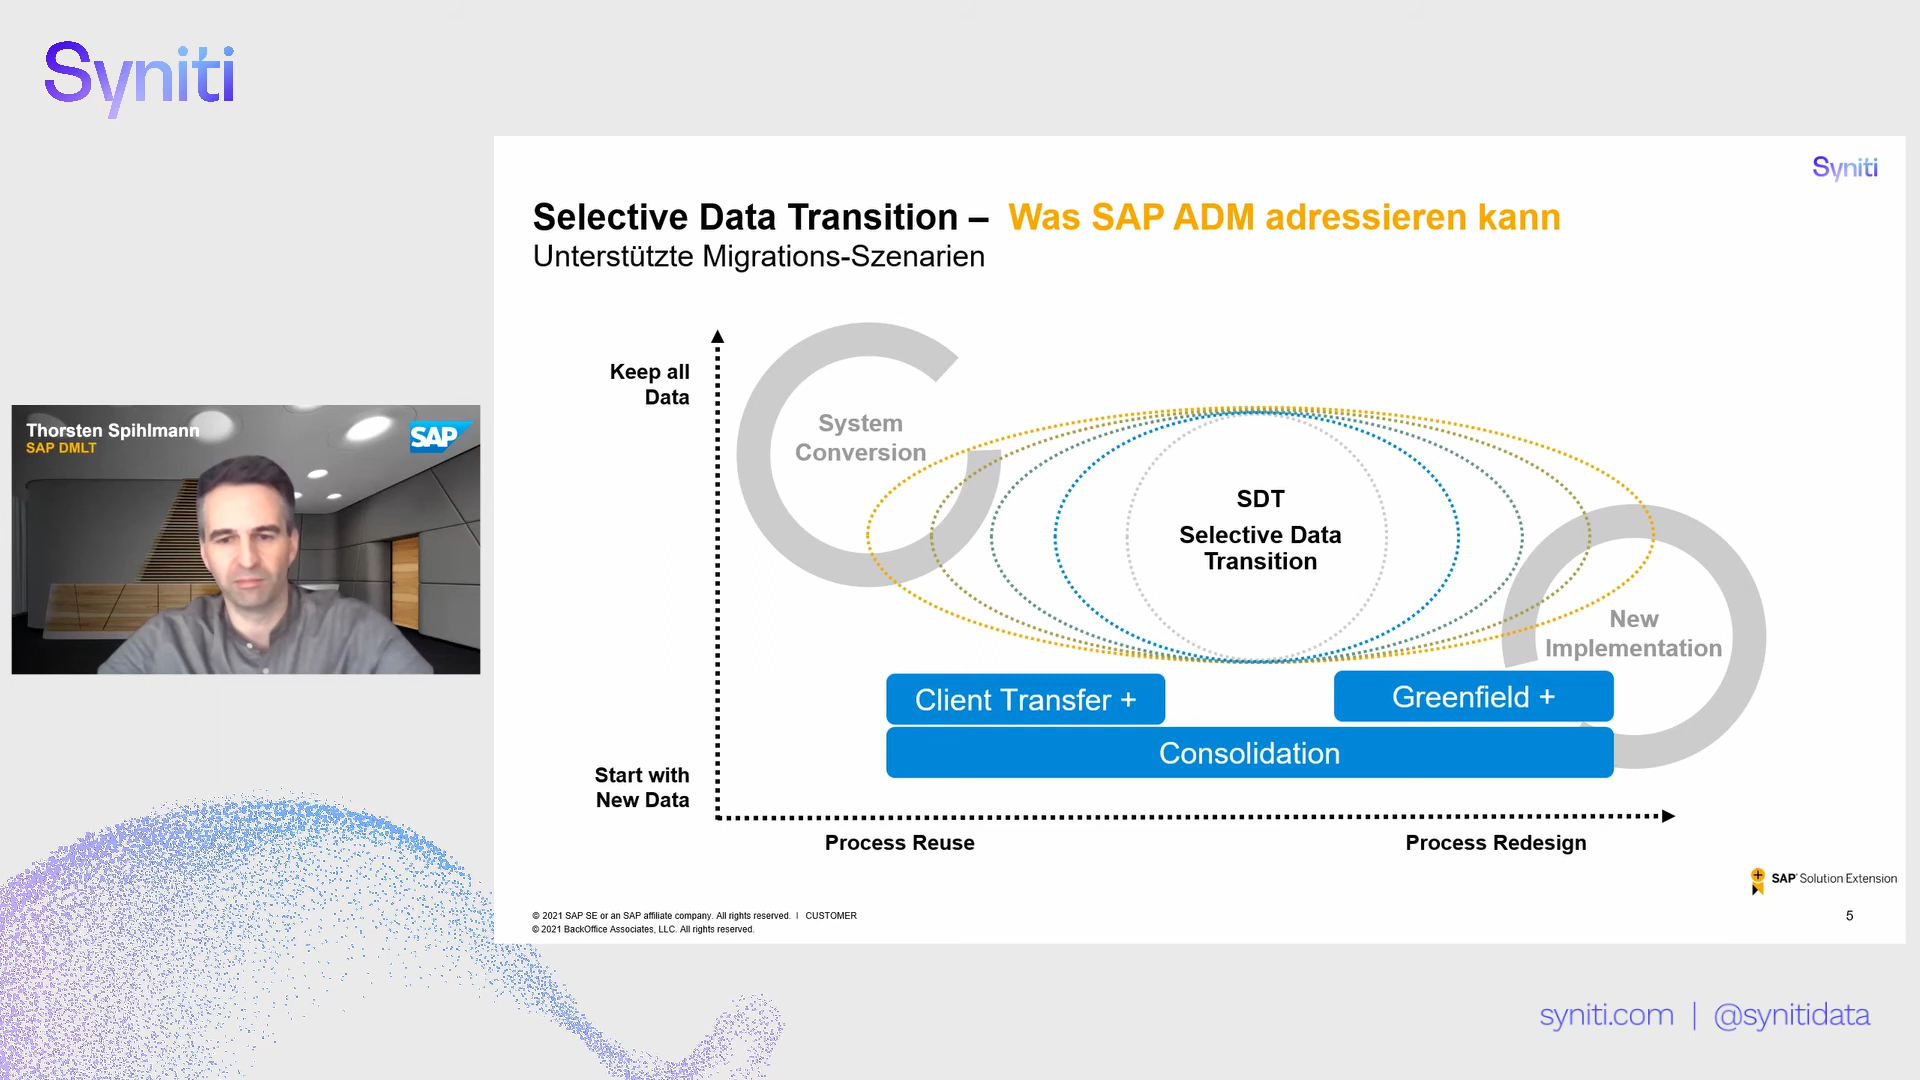 Syniti
Thorsten Spihlmann
SAP DMLT
SAP
Syniti
Selective Data Transition – Was SAP ADM adressieren kann
Unterstützte Migrations-Szenarien
Keep all
Data
System
Conversion
SDT
Selective Data
Transition
New
Implementation
Client Transfer +
Greenfield +
Consolidation
Start with
New Data
Process Reuse
Process Redesign
SAP® Solution Extension
© 2021 SAP SE or an SAP affiliate company. All rights reserved. I CUSTOMER
© 2021 BackOffice Associates, LLC. All rights reserved.
5
syniti.com | @synitidata